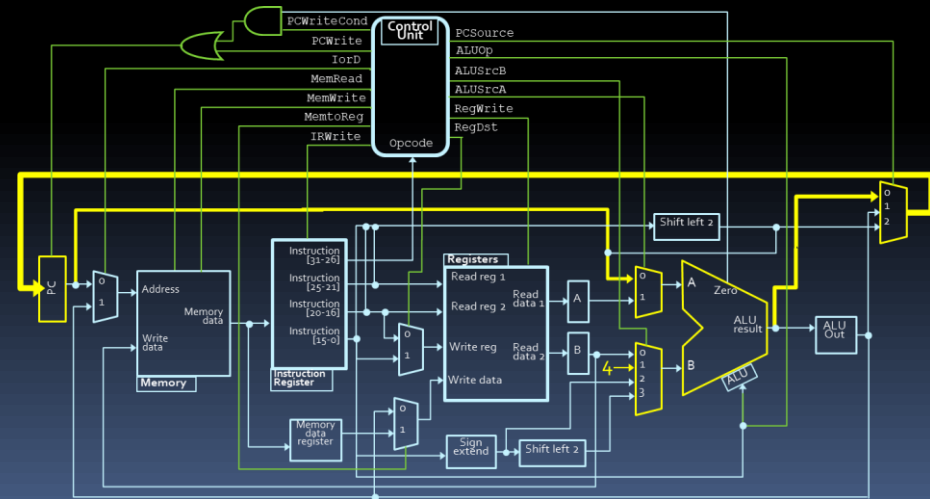 PCWriteCond
PCWrite
IorD
MemRead
MemWrite
MemtoReg
IRWrite
Control
Unit
Opcode
PCSource
ALUOp
ALUSrcB
ALUSrcA
RegWrite
RegDst
PC
0
1
Address
Memory
data
Write
data
Memory
Instruction
[31-26]
Instruction
[25-21]
Instruction
[20-16]
Instruction
[15-0]
Instruction
Register
Memory
data
register
0
1
0
1
Registers
Read reg 1
Read reg 2
Write reg
Write data
Read
data 1
Read
data 2
Sign
extend
Shift left 2
A
B
4
Shift left 2
0
1
0
1
2
3
A
B
Zero
ALU
result
ALU
ALU
Out
0
1
2